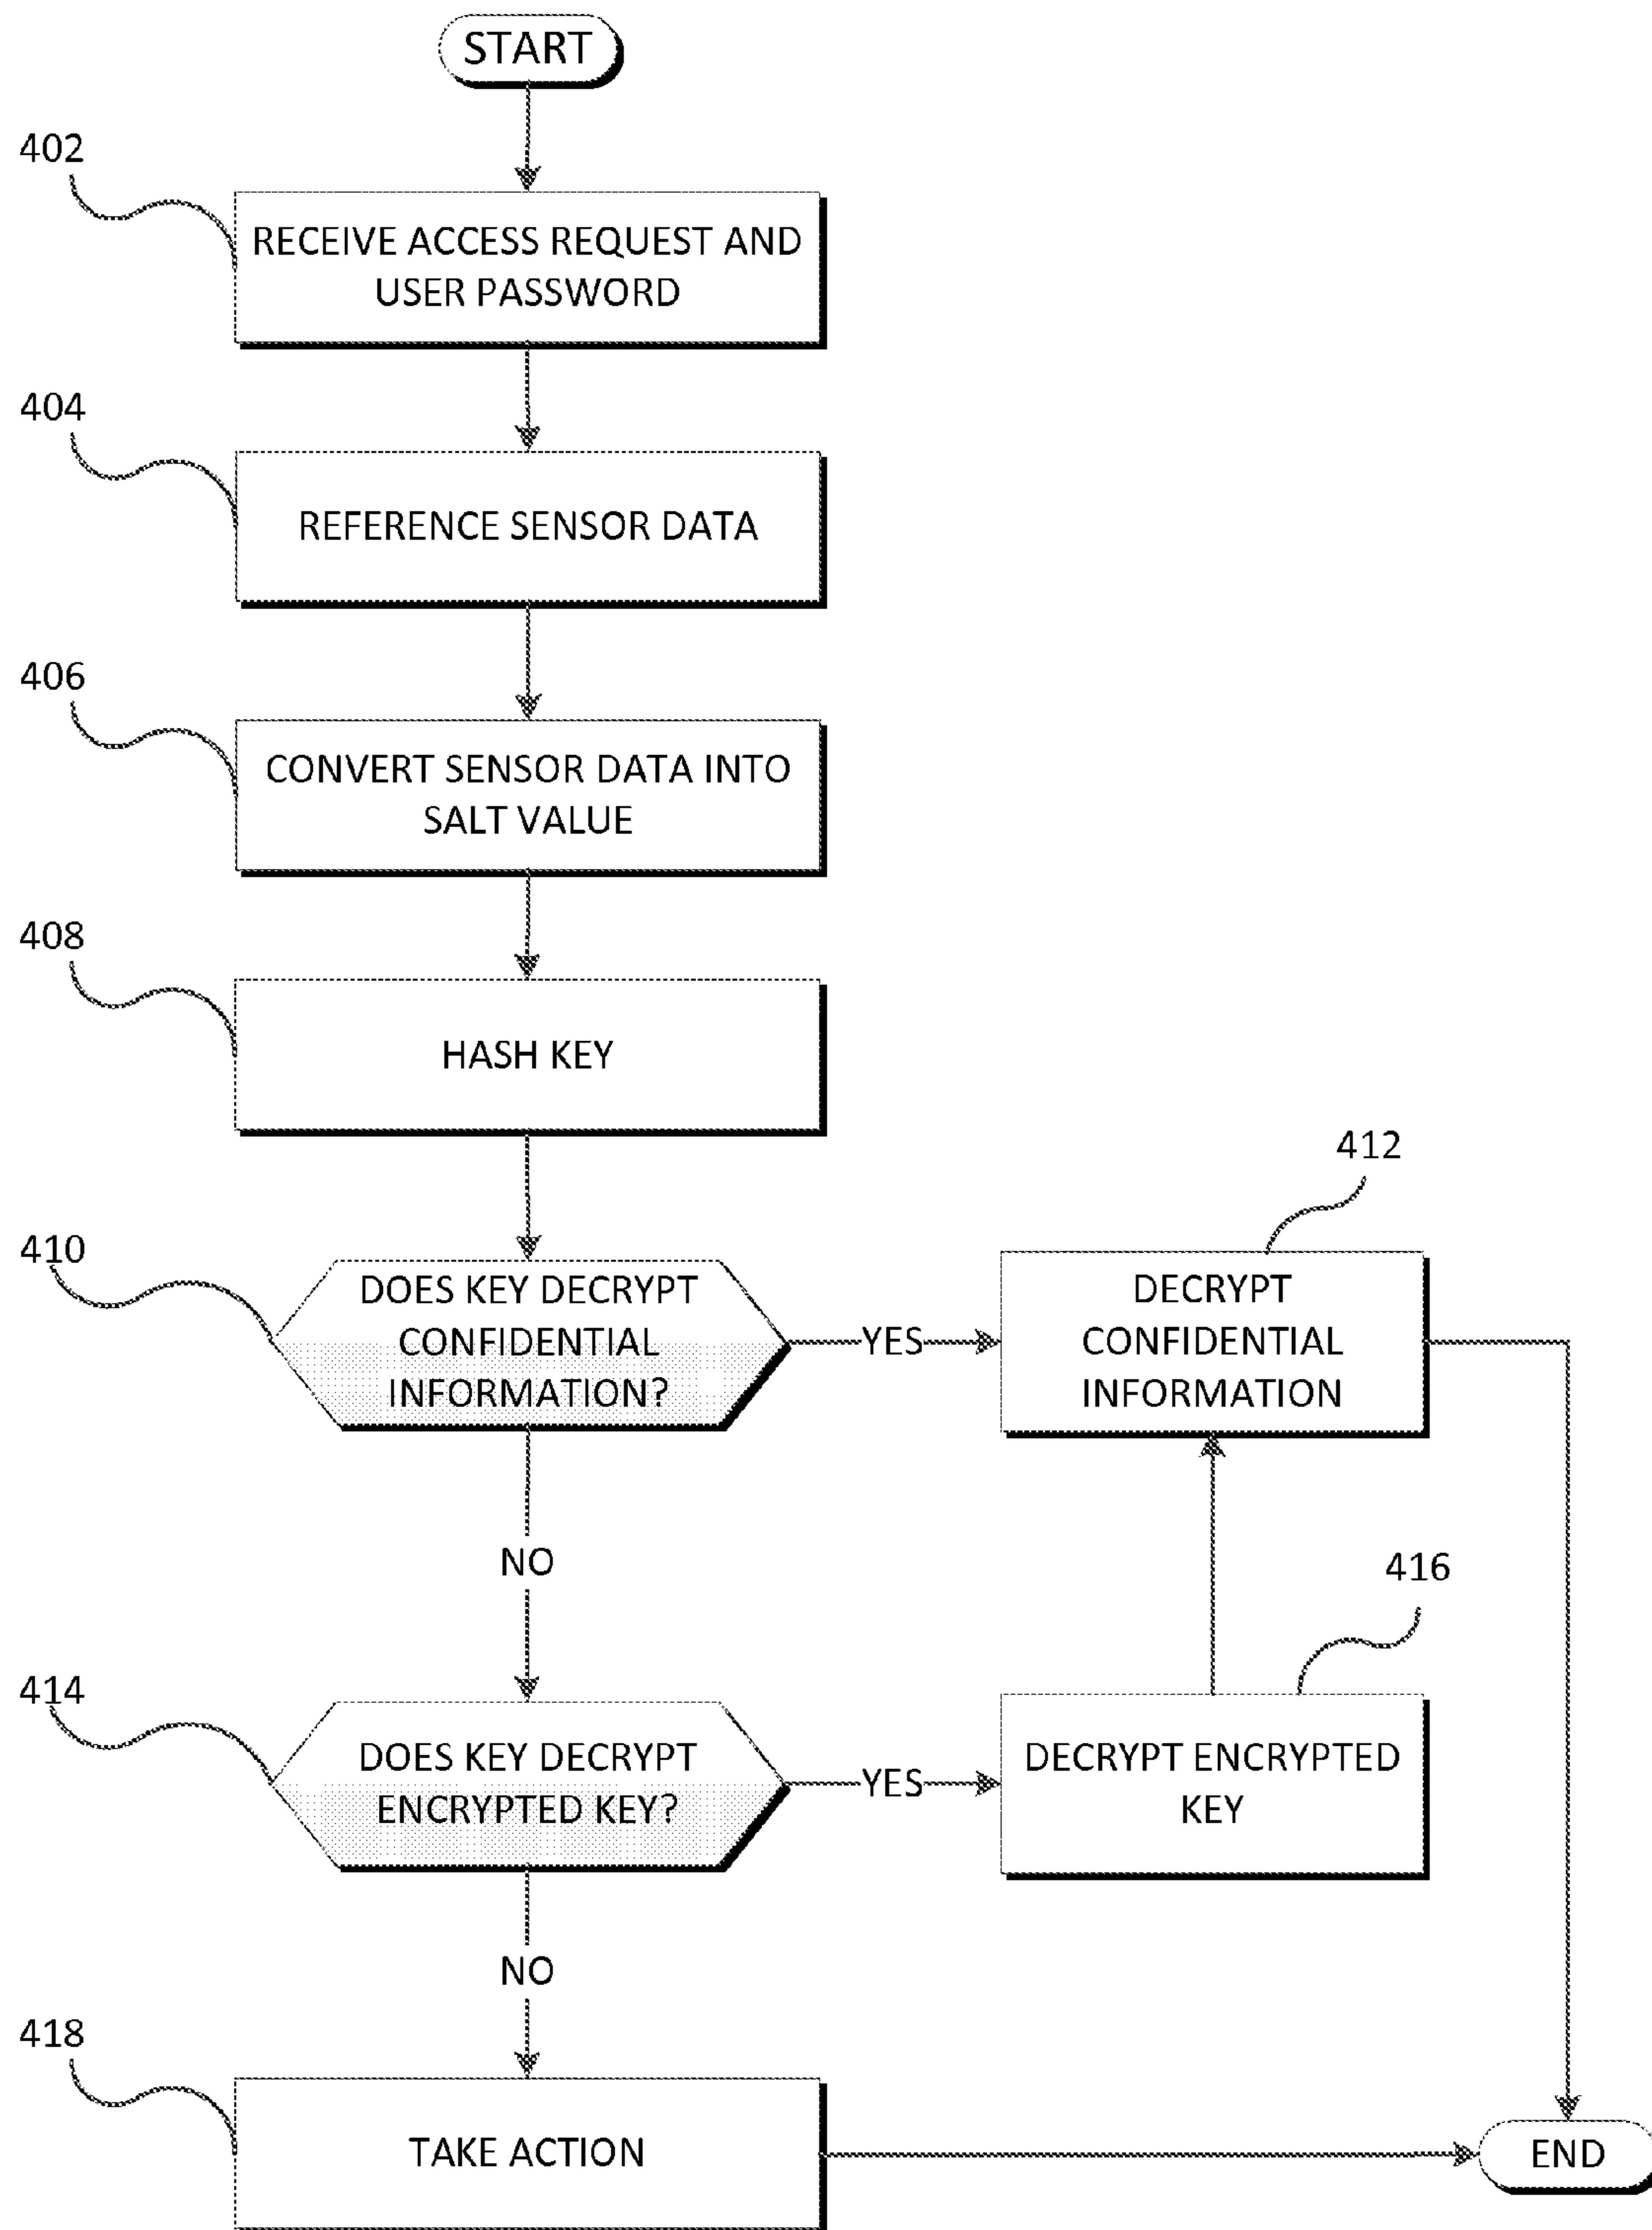 START
402
RECEIVE ACCESS REQUEST AND
USER PASSWORD
404
REFERENCE SENSOR DATA
406
CONVERT SENSOR DATA INTO
SALT VALUE
408
HASH KEY
410
DOES KEY DECRYPT
CONFIDENTIAL
INFORMATION?
YES
412
DECRYPT
CONFIDENTIAL
INFORMATION
NO
414
DOES KEY DECRYPT
ENCRYPTED KEY?
YES
416
DECRYPT ENCRYPTED
KEY
NO
418
TAKE ACTION
END